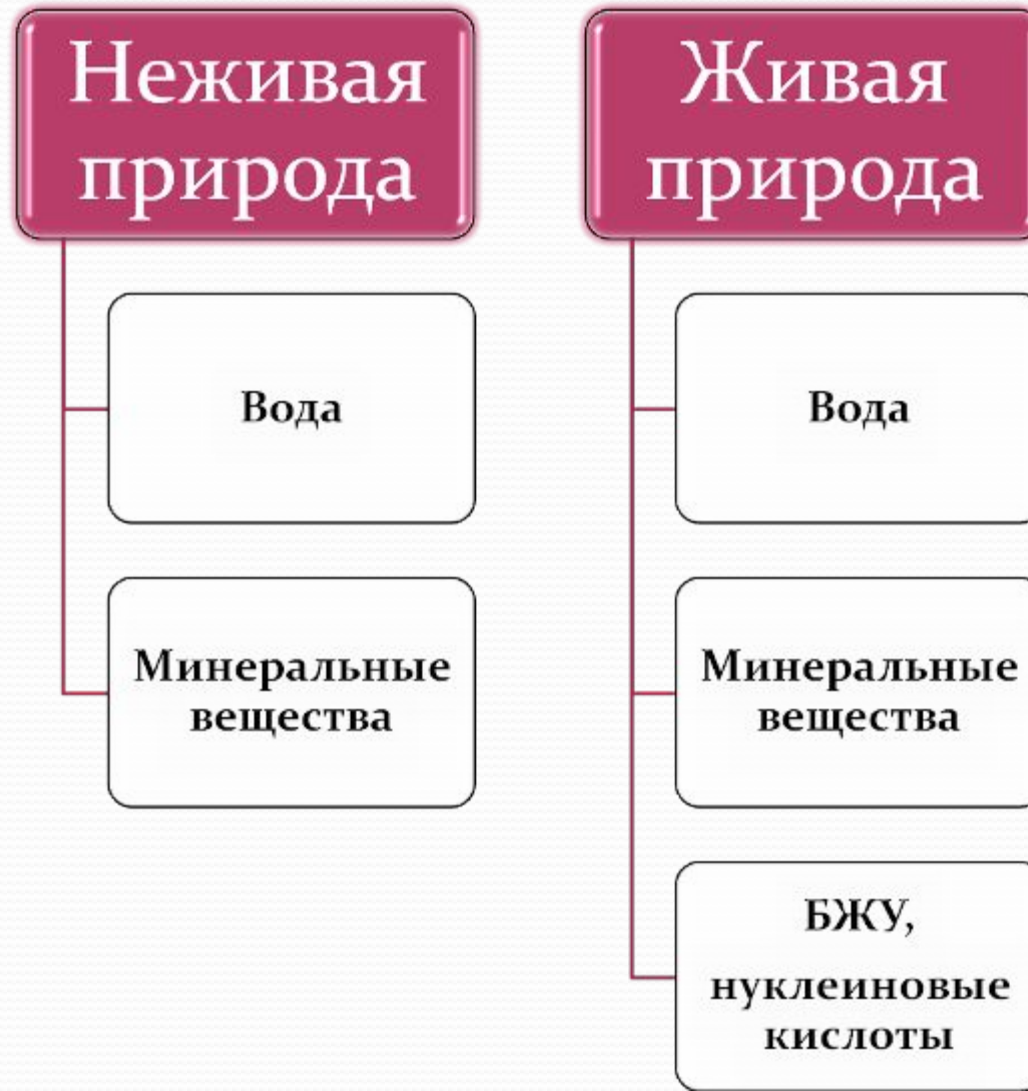 Неживая
природа
Вода
Минеральные
вещества
Живая
природа
Вода
Минеральные
вещества
БЖУ,
нуклеиновые
кислоты